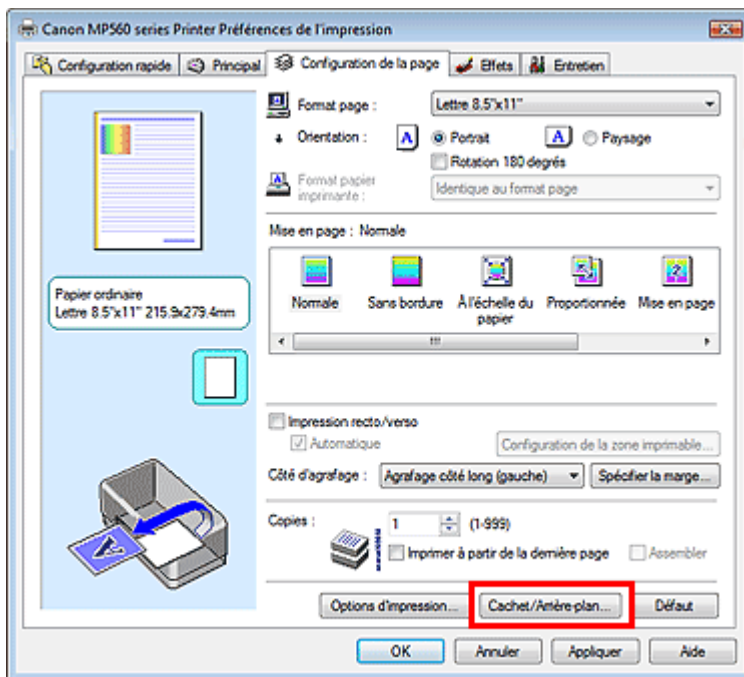 Canon MP560 series Printer Préférences de l'impression
Configuration rapide Principal Configuration de la page Effets Entretien
Format page : Lettre 8.5"x11"
Orientation : A Portrait A Paysage
Rotation 180 degrés
Format papier imprimante : Identique au format page
Mise en page : Normale
Normale Sans bordure À l'échelle du papier Proportionnée Mise en page
Papier ordinaire
Lettre 8.5"x11" 215.9x279.4mm
Impression recto/verso
Automatique Configuration de la zone imprimable...
Côté d'agrafage : Agrafage côté long (gauche) Spécifier la marge...
Copies : 1 (1-999)
Imprimer à partir de la dernière page Assembler
Options d'impression... Cachet/Arrière-plan... Défaut
OK Annuler Appliquer Aide